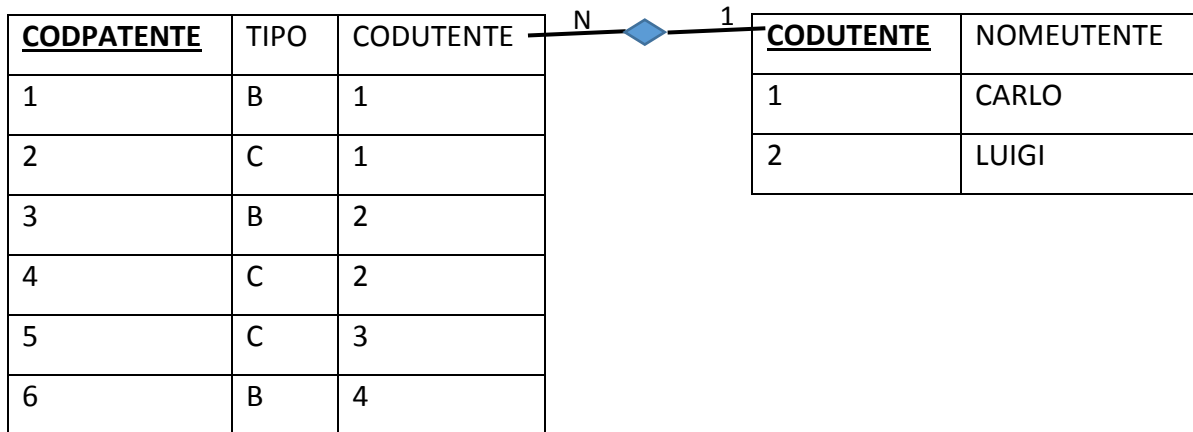 CODPATENTE TIPO CODUTENTE N 1 CODUTENTE NOMEUTENTE
1 B 1 1 CARLO
2 C 1 2 LUIGI
3 B 2
4 C 2
5 C 3
6 B 4